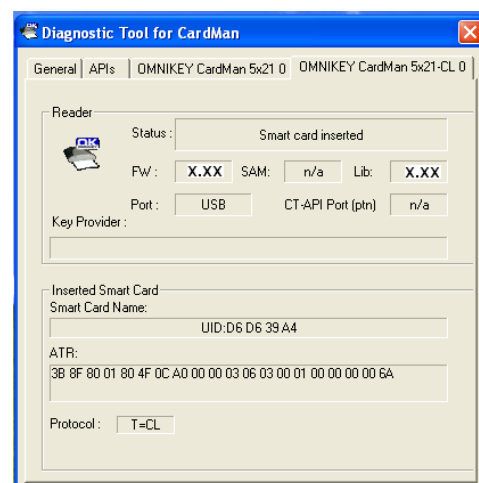 Diagnostic Tool for CardMan
General APIs OMNIKEY CardMan 5x21 0 OMNIKEY CardMan 5x21-CL 0
Reader
OK
Status : Smart card inserted
FW : X.XX SAM: n/a Lib: X.XX
Port : USB CT-API Port (ptn) n/a
Key Provider :
Inserted Smart Card
Smart Card Name:
UID:D6 D6 39 A4
ATR:
3B 8F 80 01 80 4F 0C A0 00 00 03 06 03 00 01 00 00 00 00 6A
Protocol : T=CL